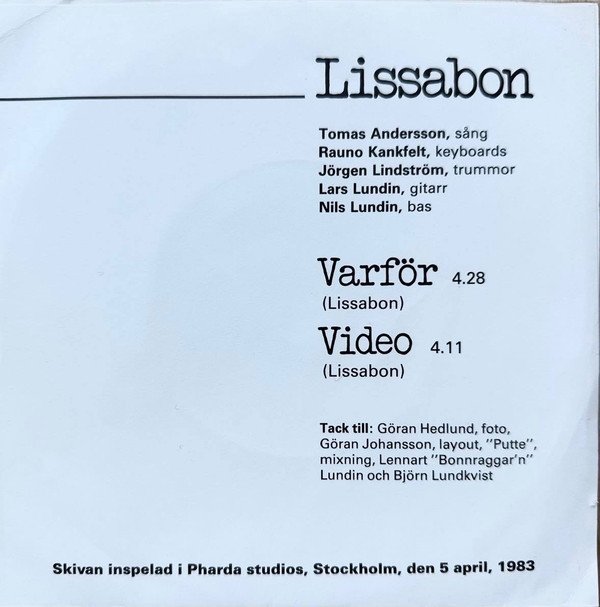 Lissabon
Tomas Andersson, sång
Rauno Kankfelt, keyboards
Jörgen Lindström, trummor
Lars Lundin, gitarr
Nils Lundin, bas
Varför 4.28
(Lissabon)
Video 4.11
(Lissabon)
Tack till: Göran Hedlund, foto,
Göran Johansson, layout, "Putte",
mixning, Lennart "Bonnraggar'n"
Lundin och Björn Lundkvist
Skivan inspelad i Pharda studios, Stockholm, den 5 april, 1983